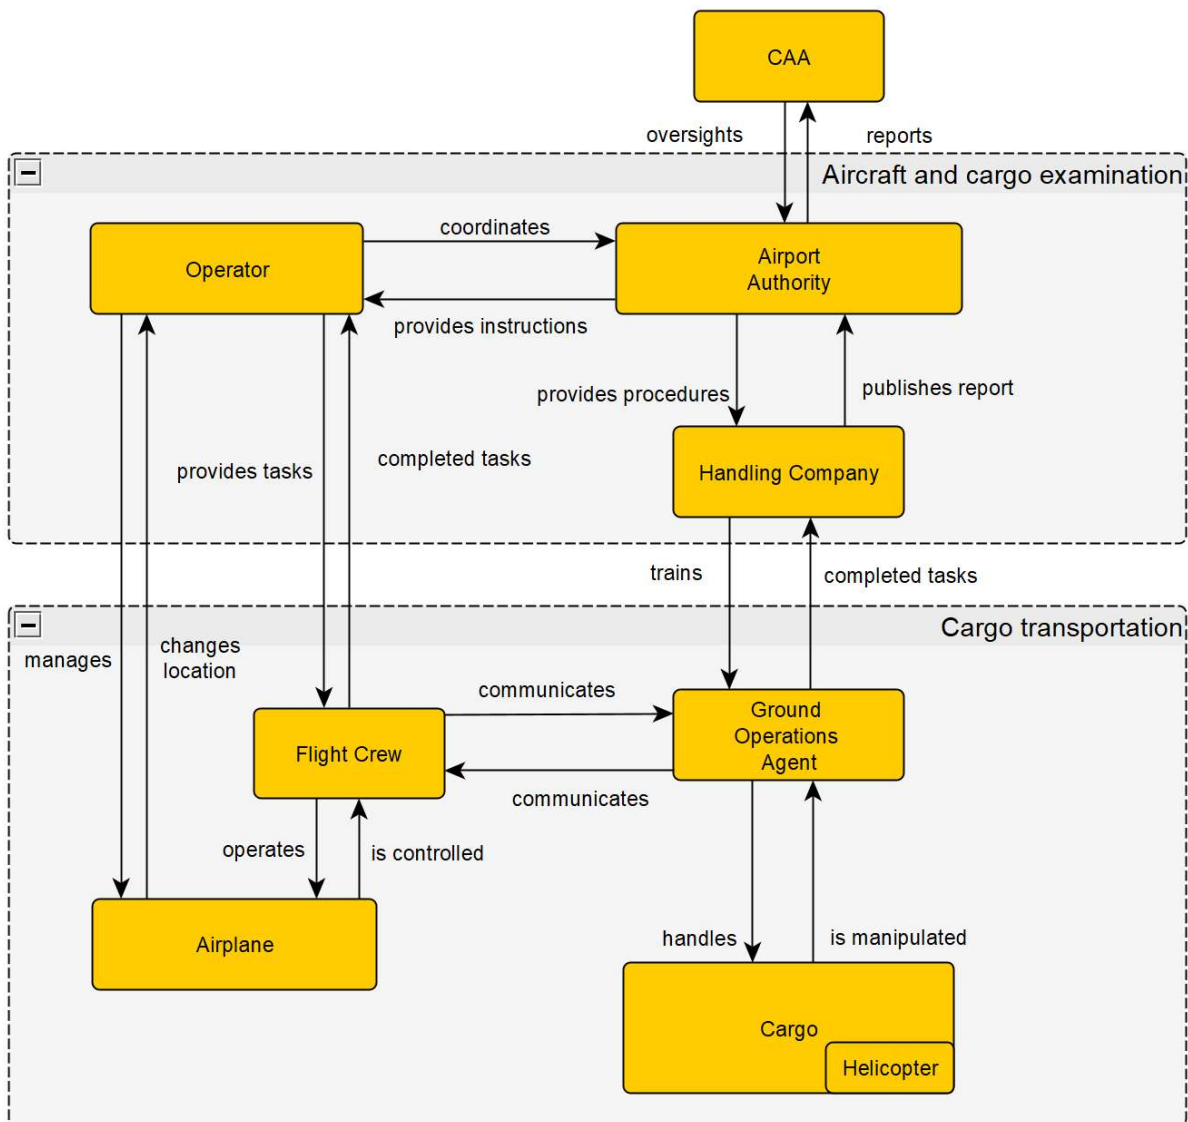 CAA
oversights
reports
Aircraft and cargo examination
Operator
coordinates
Airport
Authority
provides instructions
provides procedures
publishes report
Handling Company
provides tasks
completed tasks
trains
completed tasks
Cargo transportation
manages
changes
location
communicates
Ground
Operations
Agent
Flight Crew
communicates
operates
is controlled
Airplane
handles
is manipulated
Cargo
Helicopter